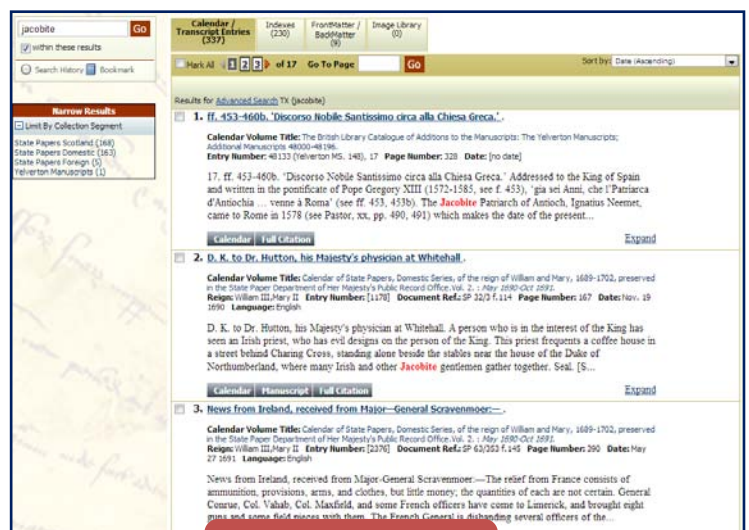 jacobite
Go
within these results
Search History Bookmark
Narrow Results
Limit By Collection Segment
State Papers Scotland (168)
State Papers Domestic (163)
State Papers Foreign (5)
Yelverton Manuscripts (1)
Calendar / Transcript Entries (337)
Indexes (230)
FrontMatter / BackMatter (9)
Image Library (0)
Mark All 1 2 3 of 17 Go To Page Go
Sort by: Date (Ascending)
Results for Advanced Search TX (jacobite)
1. ff. 453-460b. 'Discorso Nobile Santissimo circa alla Chiesa Greca.' .
Calendar Volume Title: The British Library Catalogue of Additions to the Manuscripts: The Yelverton Manuscripts;
Additional Manuscripts 48000-48196.
Entry Number: 48133 (Yelverton MS. 148), 17 Page Number: 328 Date: [no date]
17. ff. 453-460b. 'Discorso Nobile Santissimo circa alla Chiesa Greca.' Addressed to the King of Spain
and written in the pontificate of Pope Gregory XIII (1572-1585, see f. 453), 'gia sei Anni, che l'Patriarca
d'Antiochia ... venne à Roma' (see ff. 453, 453b). The Jacobite Patriarch of Antioch, Ignatius Neemet,
came to Rome in 1578 (see Pastor, xx, pp. 490, 491) which makes the date of the present...
Calendar Full Citation Expand
2. D. K. to Dr. Hutton, his Majesty's physician at Whitehall .
Calendar Volume Title: Calendar of State Papers, Domestic Series, of the reign of William and Mary, 1689-1702, preserved
in the State Paper Department of Her Majesty's Public Record Office. Vol. 2. : May 1690-Oct 1691.
Reign: William III,Mary II Entry Number: [1178] Document Ref.: SP 32/3 f.114 Page Number: 167 Date: Nov. 19
1690 Language: English
D. K. to Dr. Hutton, his Majesty's physician at Whitehall. A person who is in the interest of the King has
seen an Irish priest, who has evil designs on the person of the King. This priest frequents a coffee house in
a street behind Charing Cross, standing alone beside the stables near the house of the Duke of
Northumberland, where many Irish and other Jacobite gentlemen gather together. Seal. [S...
Calendar Manuscript Full Citation Expand
3. News from Ireland, received from Major-General Scravenmoer:— .
Calendar Volume Title: Calendar of State Papers, Domestic Series, of the reign of William and Mary, 1689-1702, preserved
in the State Paper Department of Her Majesty's Public Record Office. Vol. 2. : May 1690-Oct 1691.
Reign: William III,Mary II Entry Number: [2376] Document Ref.: SP 63/353 f.145 Page Number: 390 Date: May
27 1691 Language: English
News from Ireland, received from Major-General Scravenmoer:—The relief from France consists of
ammunition, provisions, arms, and clothes, but little money; the quantities of each are not certain. General
Conrue, Col. Vahab, Col. Maxfield, and some French officers have come to Limerick, and brought eight
guns and some field pieces with them. The French General is disbanding several officers of the...